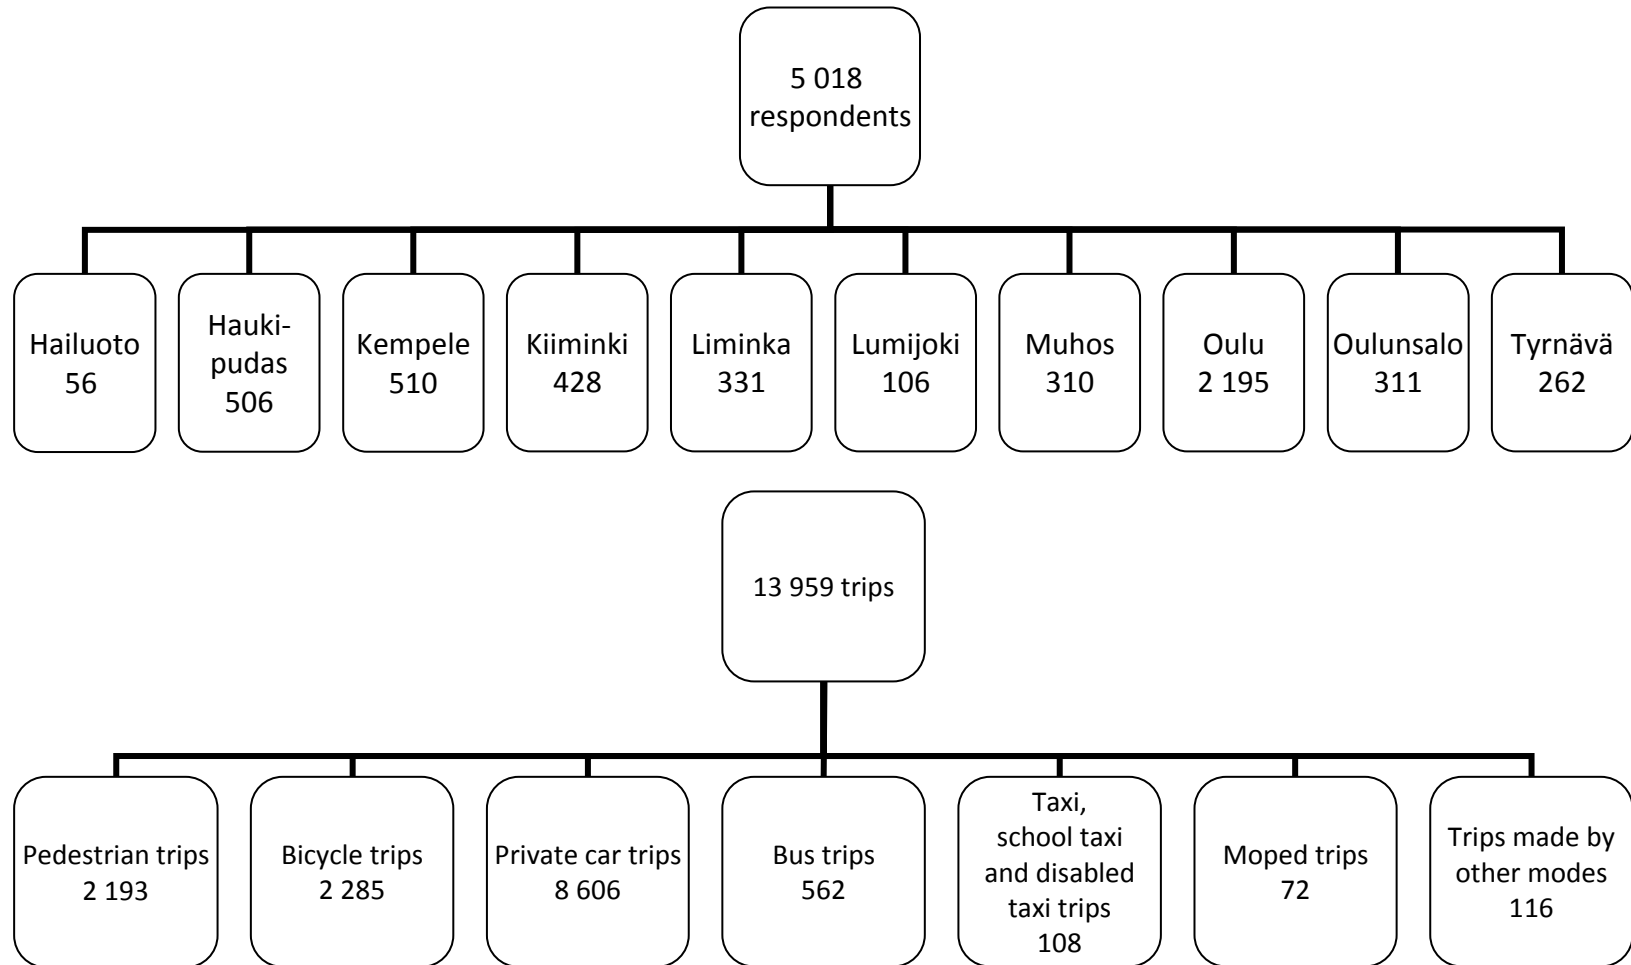 5 018
respondents
Hailuoto
56
Hauki-
pudas
506
Kempele
510
Kiiminki
428
Liminka
331
Lumijoki
106
Muhos
310
Oulu
2 195
Oulunsalo
311
Tyrnävä
262
13 959 trips
Pedestrian trips
2 193
Bicycle trips
2 285
Private car trips
8 606
Bus trips
562
Taxi,
school taxi
and disabled
taxi trips
108
Moped trips
72
Trips made by
other modes
116